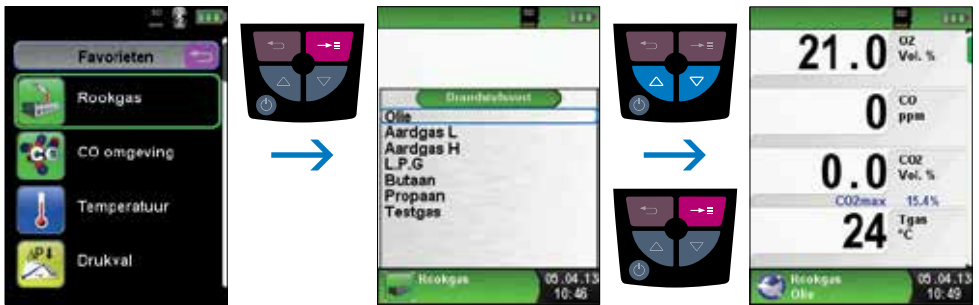 Favorieten
Rookgas
CO omgeving
Temperatuur
Drukval
Brandstofsoort
Olie
Aardgas L
Aardgas H
L.P.G
Butaan
Propaan
Testgas
Rookgas
05.04.13
10:46
21.0 O2 Vol. %
0 CO ppm
0.0 CO2 Vol. %
CO2max 15.4%
24 Tgas °C
Rookgas
Olie
05.04.13
10:49